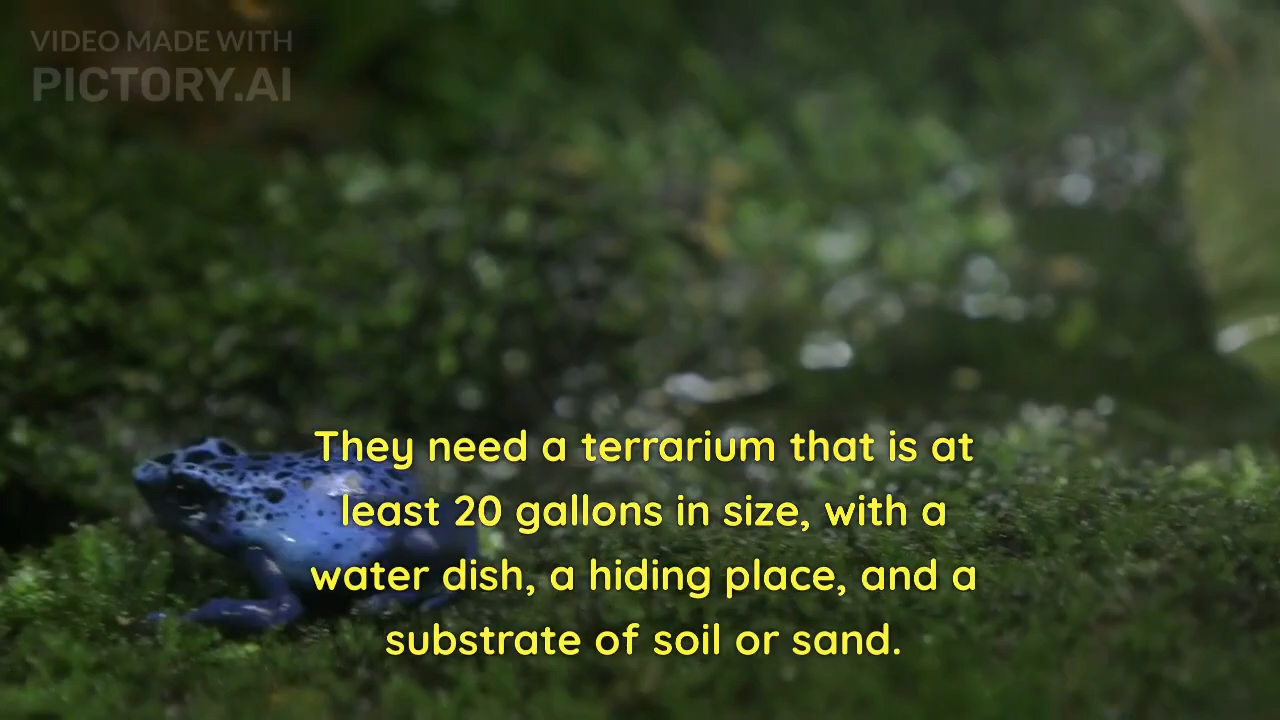 VIDEO MADE WITH
PICTORY.AI
They need a terrarium that is at
least 20 gallons in size, with a
water dish, a hiding place, and a
substrate of soil or sand.